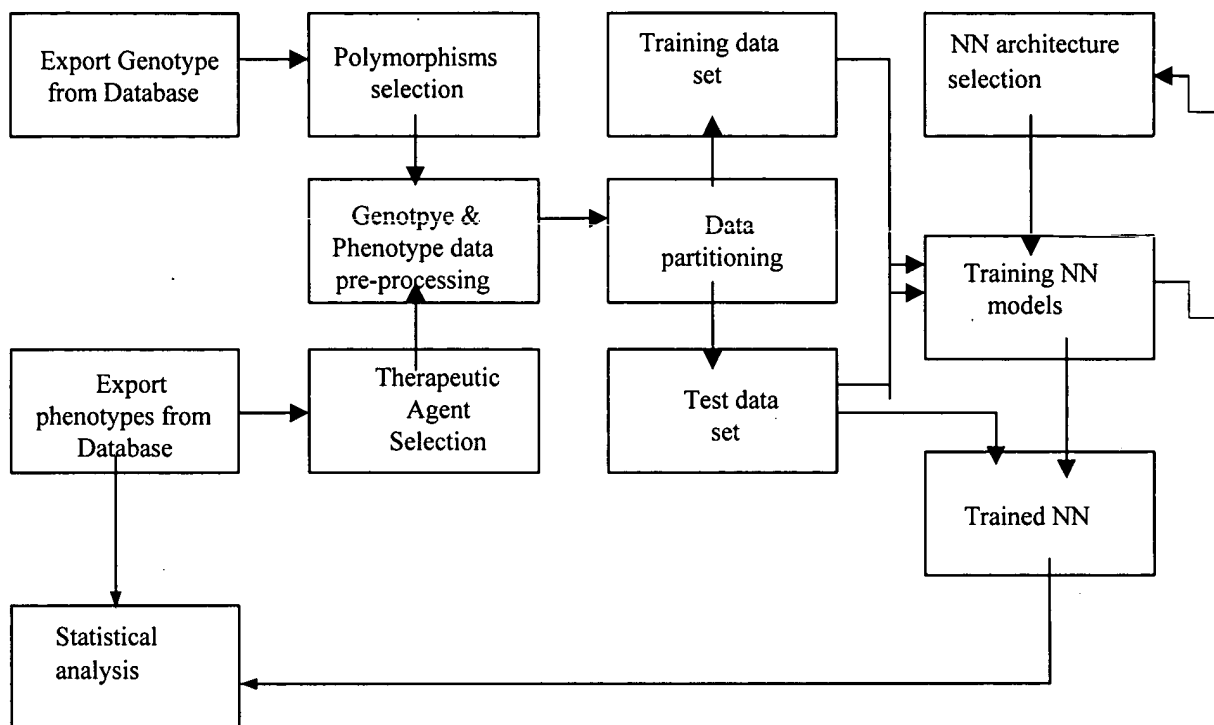 Export Genotype
from Database
Polymorphisms
selection
Training data
set
NN architecture
selection
Genotpye &
Phenotype data
pre-processing
Data
partitioning
Training NN
models
Export
phenotypes from
Database
Therapeutic
Agent
Selection
Test data
set
Trained NN
Statistical
analysis